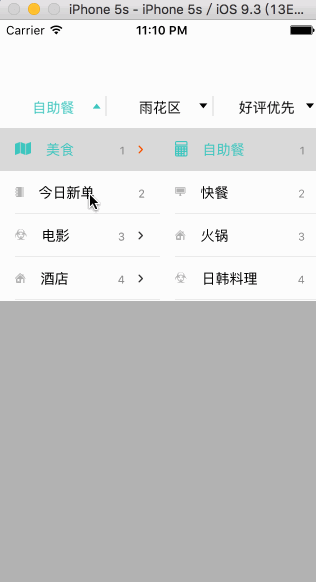 iPhone 5s - iPhone 5s / iOS 9.3 (13E...
Carrier 11:10 PM
自助餐 雨花区 好评优先
美食 1 自助餐 1
今日新单 2 快餐 2
电影 3 火锅 3
酒店 4 日韩料理 4